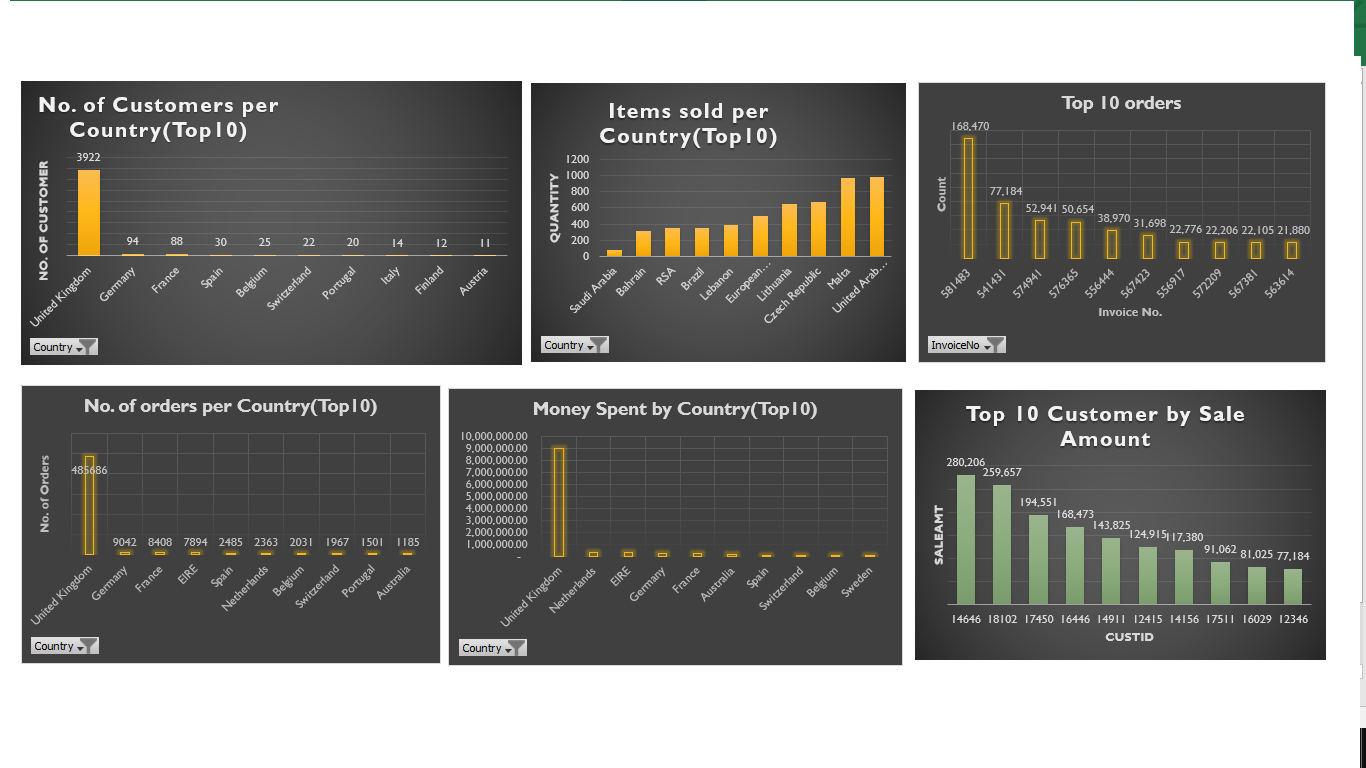 No. of Customers per
Country(Top10)
NO. OF CUSTOMER
3922
94
88
30
25
22
20
14
12
11
United Kingdom
Germany
France
Spain
Belgium
Switzerland
Portugal
Italy
Finland
Austria
Country
Items sold per
Country(Top10)
QUANTITY
1200
1000
800
600
400
200
0
Saudi Arabia
Bahrain
RSA
Brazil
Lebanon
European...
Lithuania
Czech Republic
Malta
United Arab...
Country
Top 10 orders
Count
168,470
77,184
52,941
50,654
38,970
31,698
22,776
22,206
22,105
21,880
581483
541431
574941
576365
556444
567423
556917
572209
567381
563614
Invoice No.
InvoiceNo
No. of orders per Country(Top10)
No. of Orders
485686
9042
8408
7894
2485
2363
2031
1967
1501
1185
United Kingdom
Germany
France
EIRE
Spain
Netherlands
Belgium
Switzerland
Portugal
Australia
Country
Money Spent by Country(Top10)
10,000,000.00
9,000,000.00
8,000,000.00
7,000,000.00
6,000,000.00
5,000,000.00
4,000,000.00
3,000,000.00
2,000,000.00
1,000,000.00
-
United Kingdom
Netherlands
EIRE
Germany
France
Australia
Spain
Switzerland
Belgium
Sweden
Country
Top 10 Customer by Sale
Amount
SALEAMT
280,206
259,657
194,551
168,473
143,825
124,915
117,380
91,062
81,025
77,184
14646
18102
17450
16446
14911
12415
14156
17511
16029
12346
CUSTID